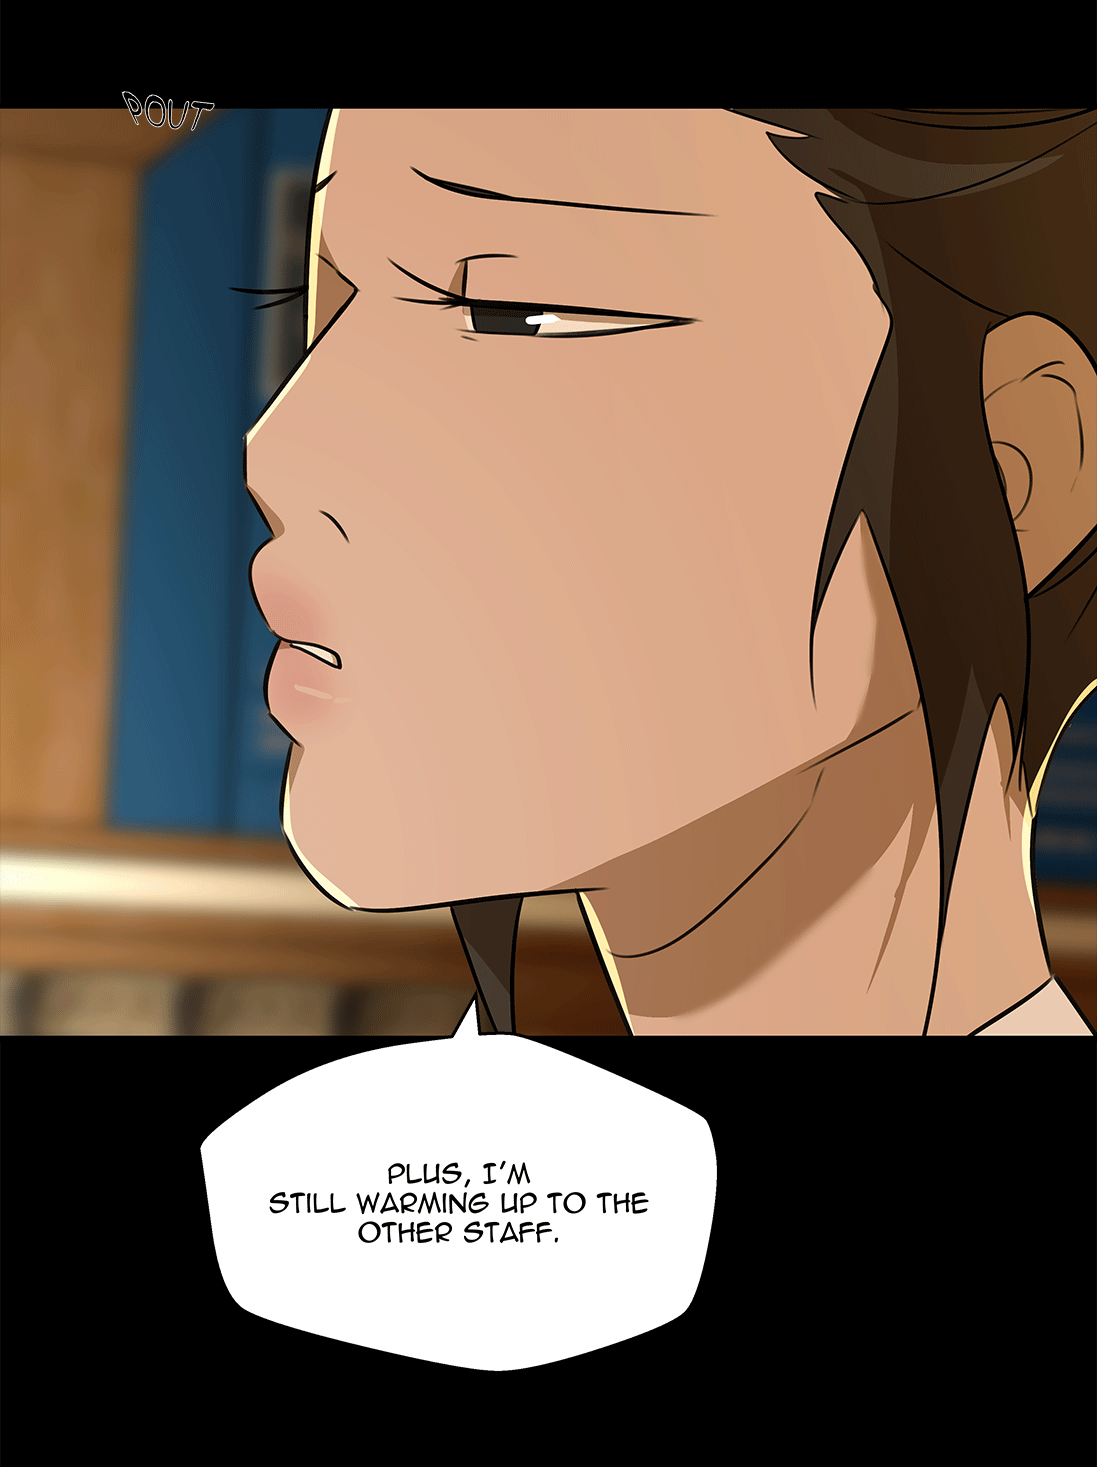 POUT
PLUS, I'M
STILL WARMING UP TO THE
OTHER STAFF.